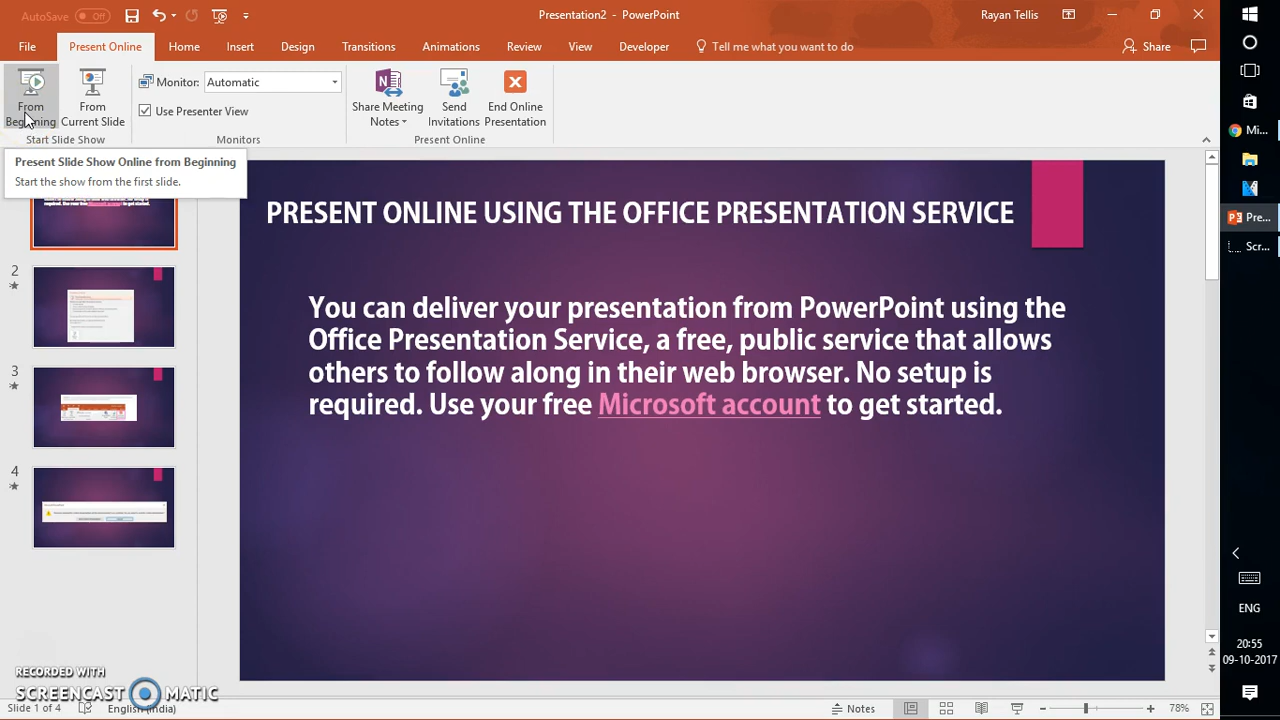 AutoSave Off
Presentation2 - PowerPoint
Rayan Tellis
File Present Online Home Insert Design Transitions Animations Review View Developer Tell me what you want to do Share
From Beginning
From Current Slide
Start Slide Show
Monitor: Automatic
Use Presenter View
Monitors
Share Meeting Notes
Send Invitations
End Online Presentation
Present Online
Present Slide Show Online from Beginning
Start the show from the first slide.
2
3
4
PRESENT ONLINE USING THE OFFICE PRESENTATION SERVICE
You can deliver your presentation from PowerPoint using the
Office Presentation Service, a free, public service that allows
others to follow along in their web browser. No setup is
required. Use your free Microsoft account to get started.
Mi...
Pre...
Scr...
ENG
20:55
09-10-2017
RECORDED WITH
SCREENCAST MATIC
Slide 1 of 4 English (India) Notes 78%